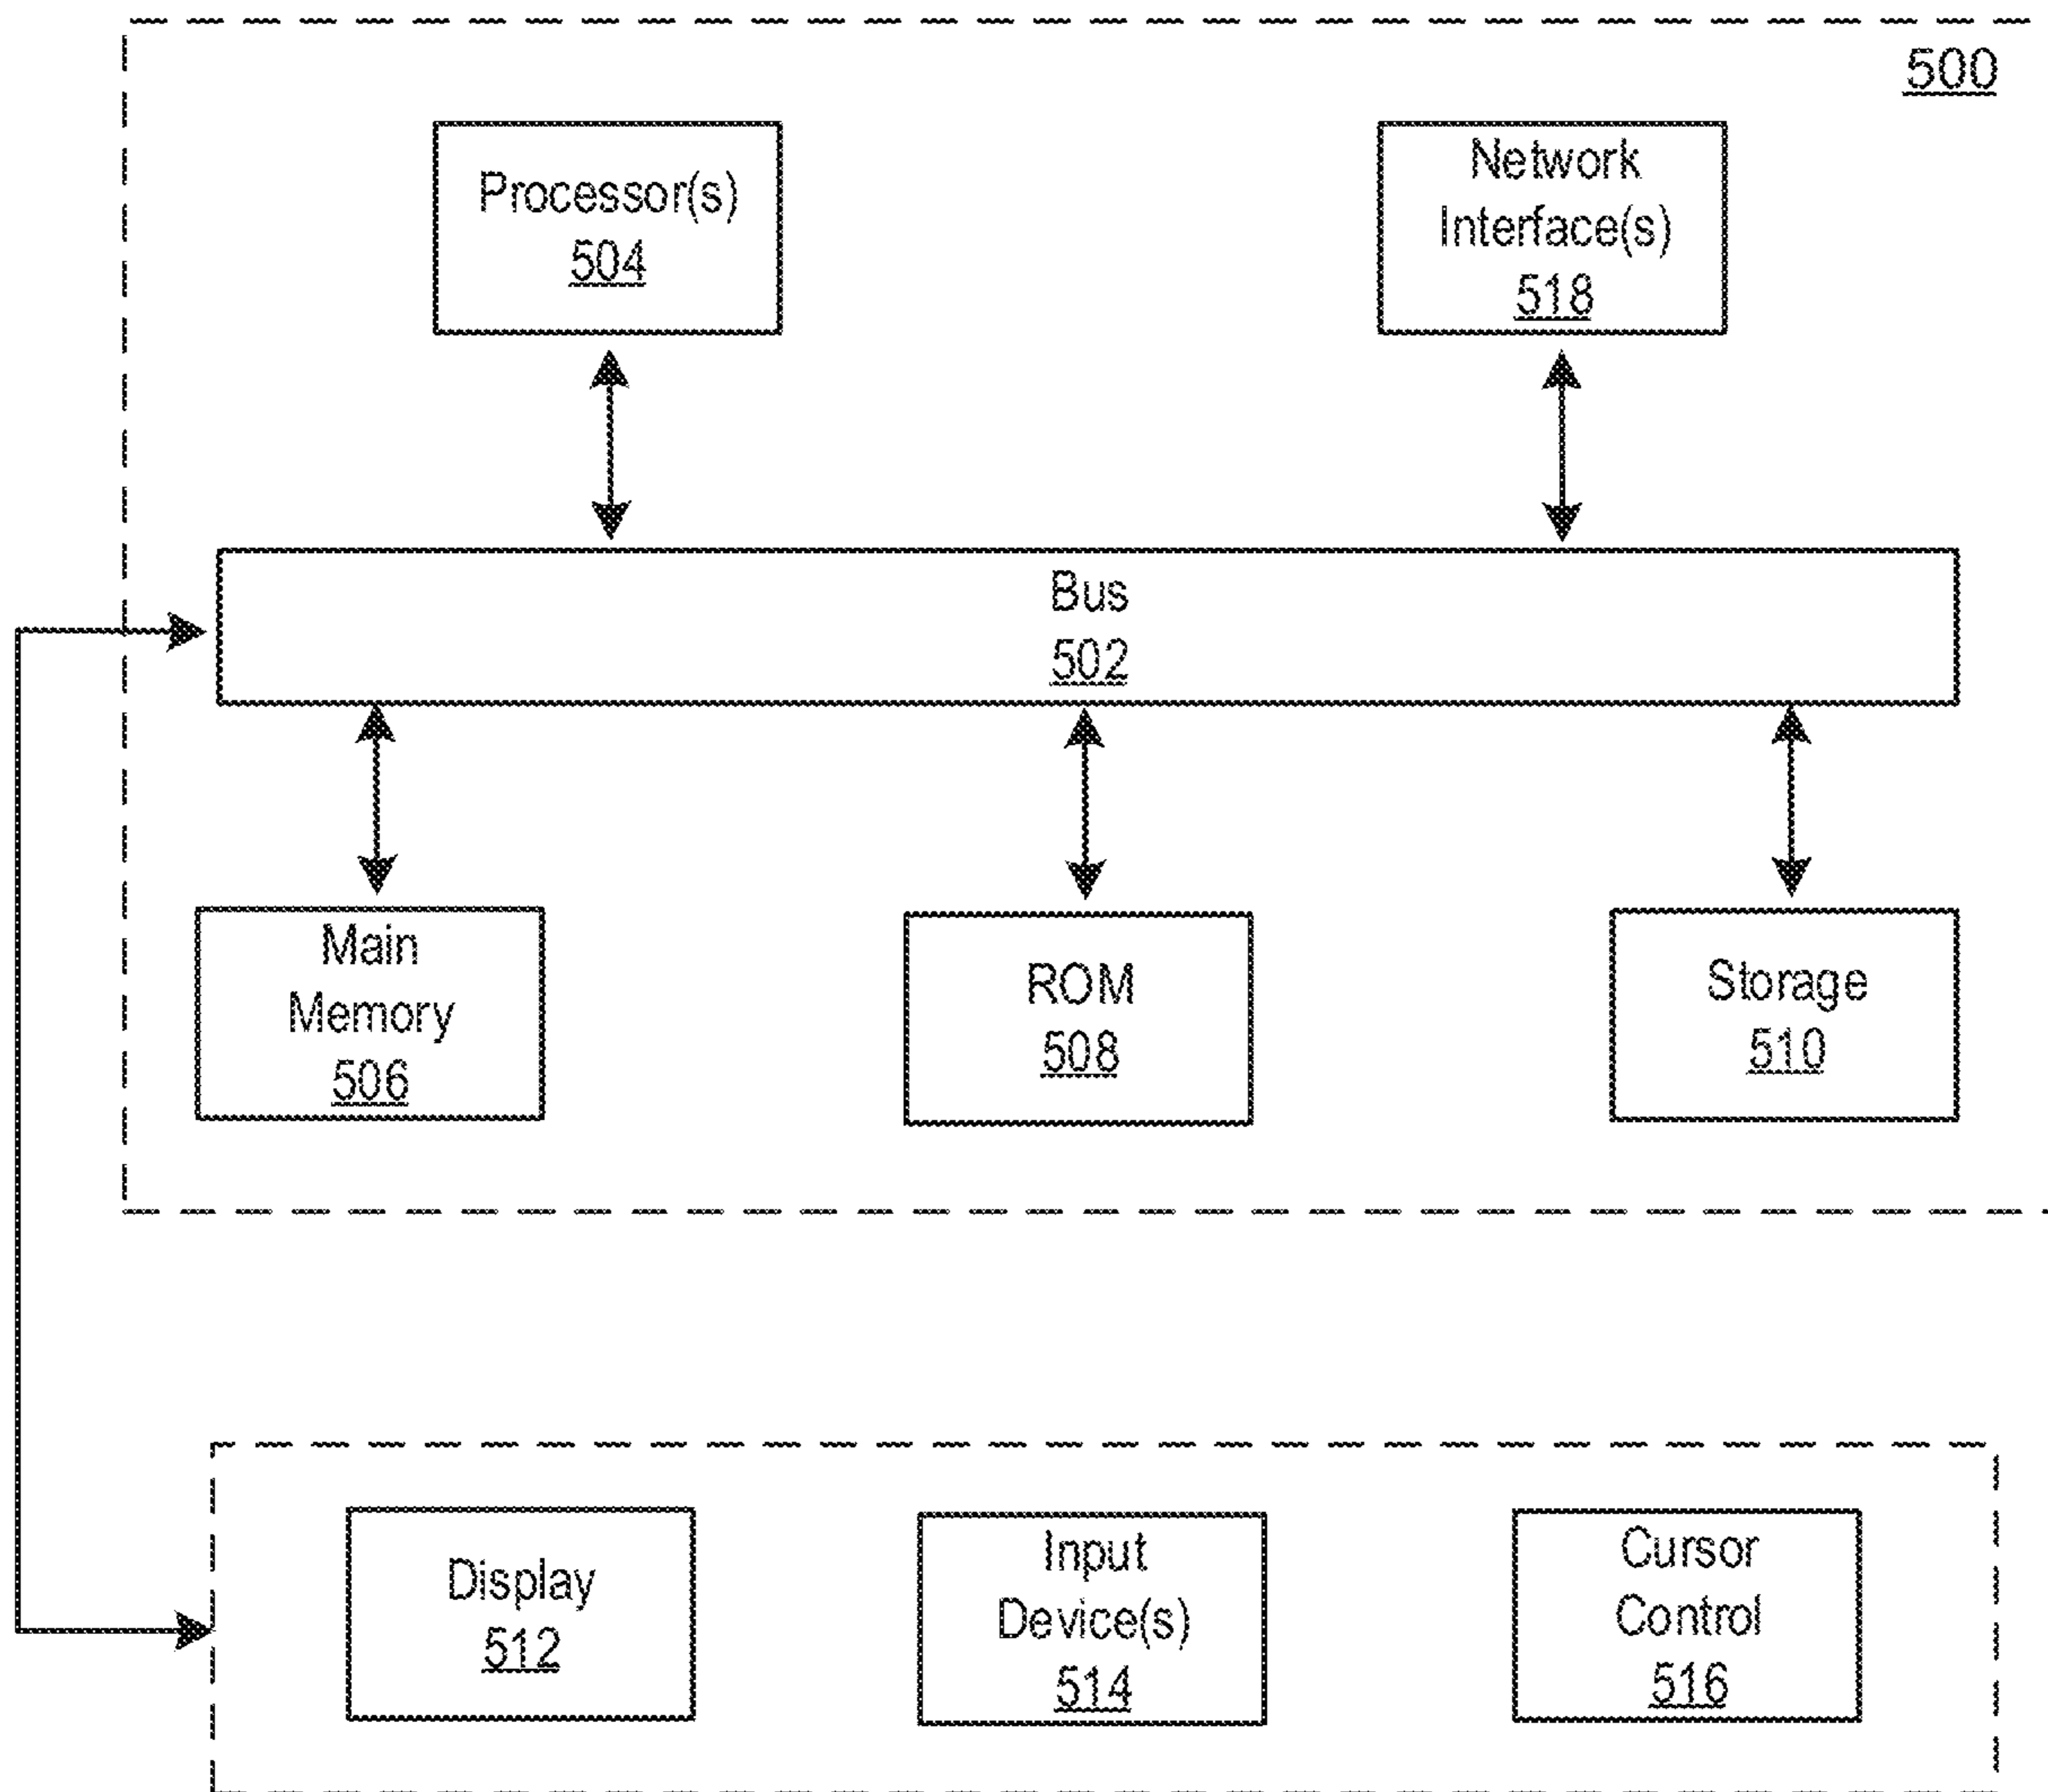 500
Processor(s)
504
Network
Interface(s)
518
Bus
502
Main
Memory
506
ROM
508
Storage
510
Display
512
Input
Device(s)
514
Cursor
Control
516